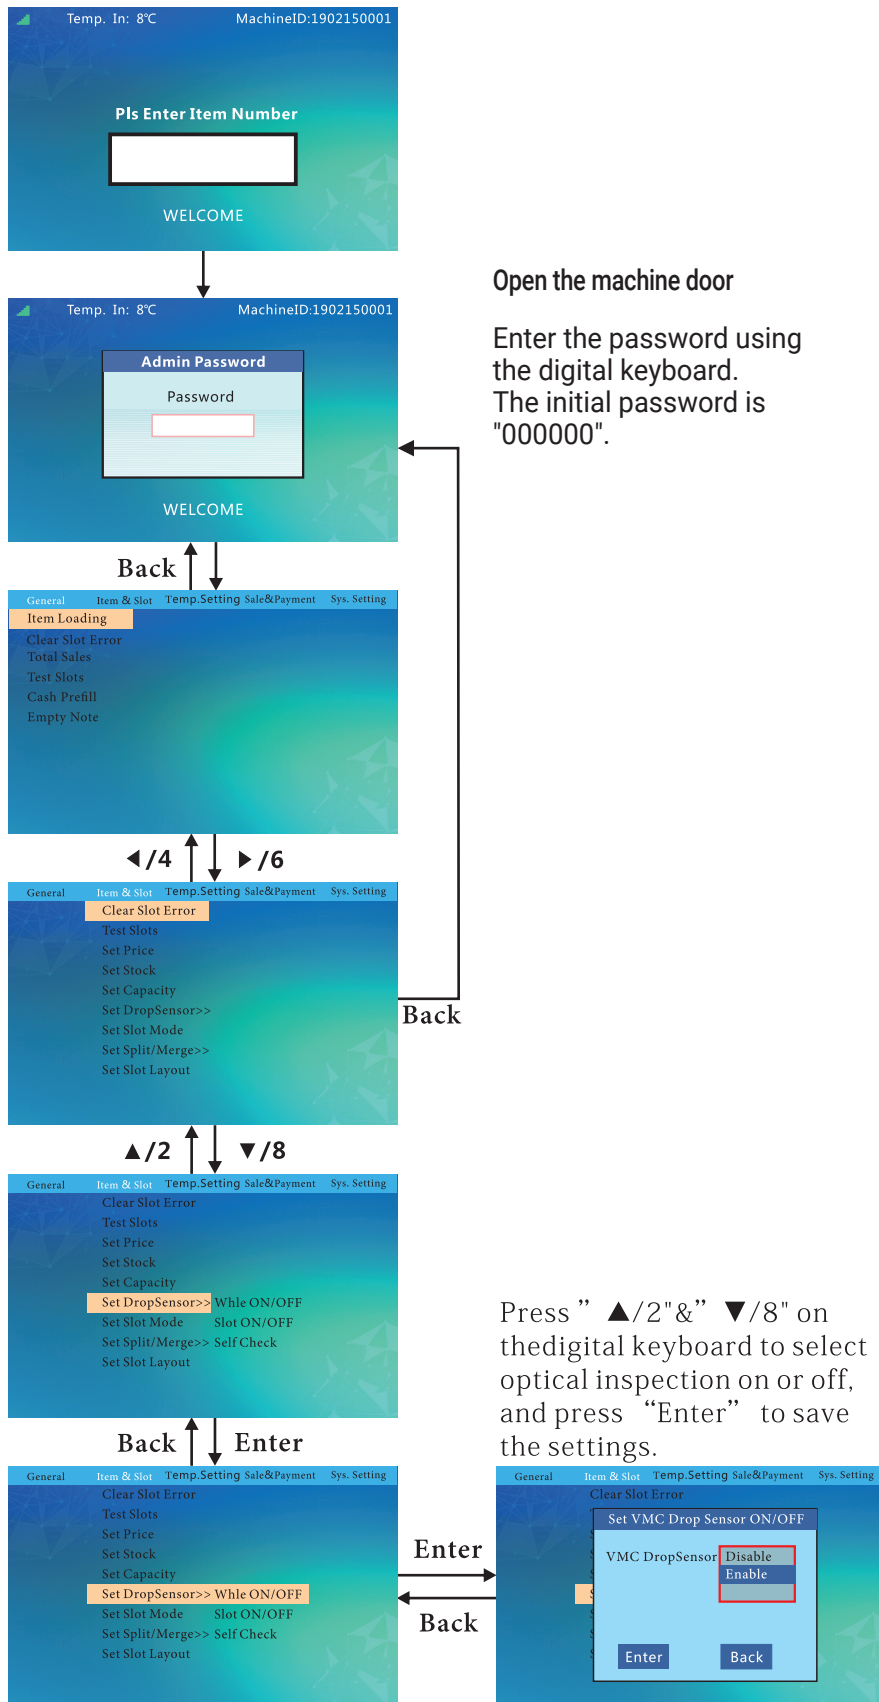 Temp. In: 8℃ MachineID:1902150001
Pls Enter Item Number
WELCOME
Open the machine door
Temp. In: 8℃ MachineID:1902150001
Enter the password using
the digital keyboard.
The initial password is
"000000".
Admin Password
Password
WELCOME
Back
General Item & Slot Temp.Setting Sale&Payment Sys. Setting
Item Loading
Clear Slot Error
Total Sales
Test Slots
Cash Prefill
Empty Note
◀/4 ▶/6
General Item & Slot Temp.Setting Sale&Payment Sys. Setting
Clear Slot Error
Test Slots
Set Price
Set Stock
Set Capacity
Set DropSensor>>
Set Slot Mode
Set Split/Merge>>
Set Slot Layout
Back
▲/2 ▼/8
General Item & Slot Temp.Setting Sale&Payment Sys. Setting
Clear Slot Error
Test Slots
Set Price
Set Stock
Set Capacity
Set DropSensor>> Whle ON/OFF
Set Slot Mode Slot ON/OFF
Set Split/Merge>> Self Check
Set Slot Layout
Press ” ▲/2"&” ▼/8" on
thedigital keyboard to select
optical inspection on or off,
and press “Enter” to save
the settings.
Back Enter
General Item & Slot Temp.Setting Sale&Payment Sys. Setting
Clear Slot Error
Test Slots
Set Price
Set Stock
Set Capacity
Set DropSensor>> Whle ON/OFF
Set Slot Mode Slot ON/OFF
Set Split/Merge>> Self Check
Set Slot Layout
Enter
Back
General Item & Slot Temp.Setting Sale&Payment Sys. Setting
Clear Slot Error
Set VMC Drop Sensor ON/OFF
VMC DropSensor Disable
Enable
Enter Back